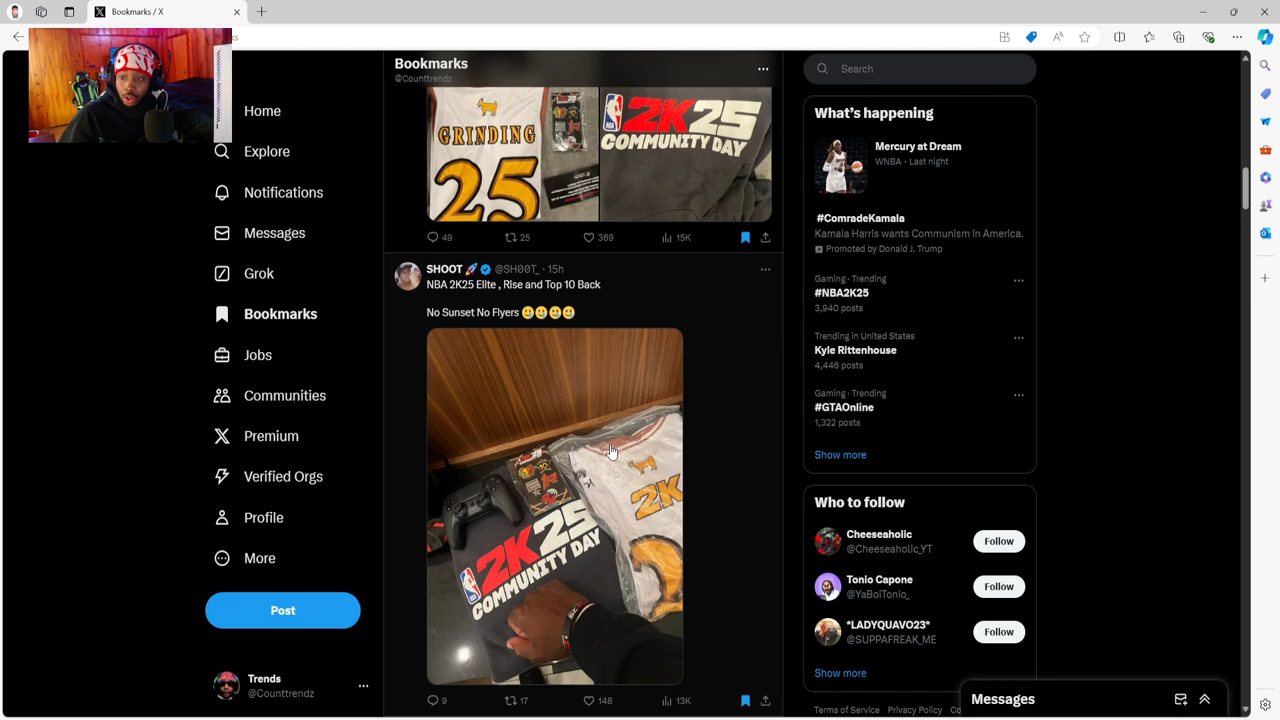 Bookmarks / X
Home
Explore
Notifications
Messages
Grok
Bookmarks
Jobs
Communities
Premium
Verified Orgs
Profile
More
Post
Trends
@Counttrendz
Bookmarks
@Counttrendz
GRINDING
25
2K25
COMMUNITY DAY
49
25
369
15K
SHOOT 🚀 @SH00T_ · 15h
NBA 2K25 Elite , Rise and Top 10 Back
No Sunset No Flyers 🥲🥲🥲🥲
2K
2K25
COMMUNITY DAY
9
17
148
13K
Search
What's happening
Mercury at Dream
WNBA · Last night
#ComradeKamala
Kamala Harris wants Communism in America.
Promoted by Donald J. Trump
Gaming · Trending
#NBA2K25
3,940 posts
Trending in United States
Kyle Rittenhouse
4,446 posts
Gaming · Trending
#GTAOnline
1,322 posts
Show more
Who to follow
Cheeseaholic
@Cheeseaholic_YT
Follow
Tonio Capone
@YaBoiTonio_
Follow
*LADYQUAVO23*
@SUPPAFREAK_ME
Follow
Show more
Terms of Service Privacy Policy Co
Messages